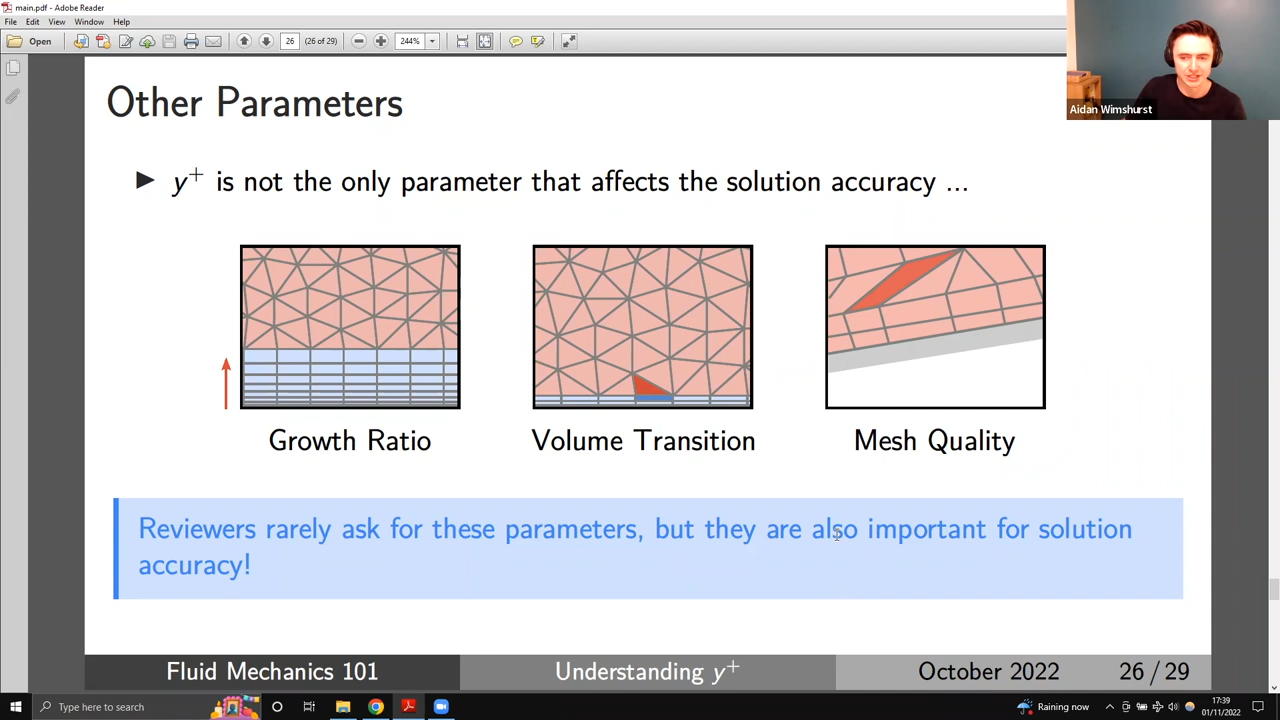 main.pdf - Adobe Reader
File Edit View Window Help
Open 26 (26 of 29) 244%
Aidan Wimshurst
Other Parameters
▶ y⁺ is not the only parameter that affects the solution accuracy ...
Growth Ratio Volume Transition Mesh Quality
Reviewers rarely ask for these parameters, but they are also important for solution
accuracy!
Fluid Mechanics 101 Understanding y⁺ October 2022 26 / 29
Type here to search Raining now 17:39
01/11/2022